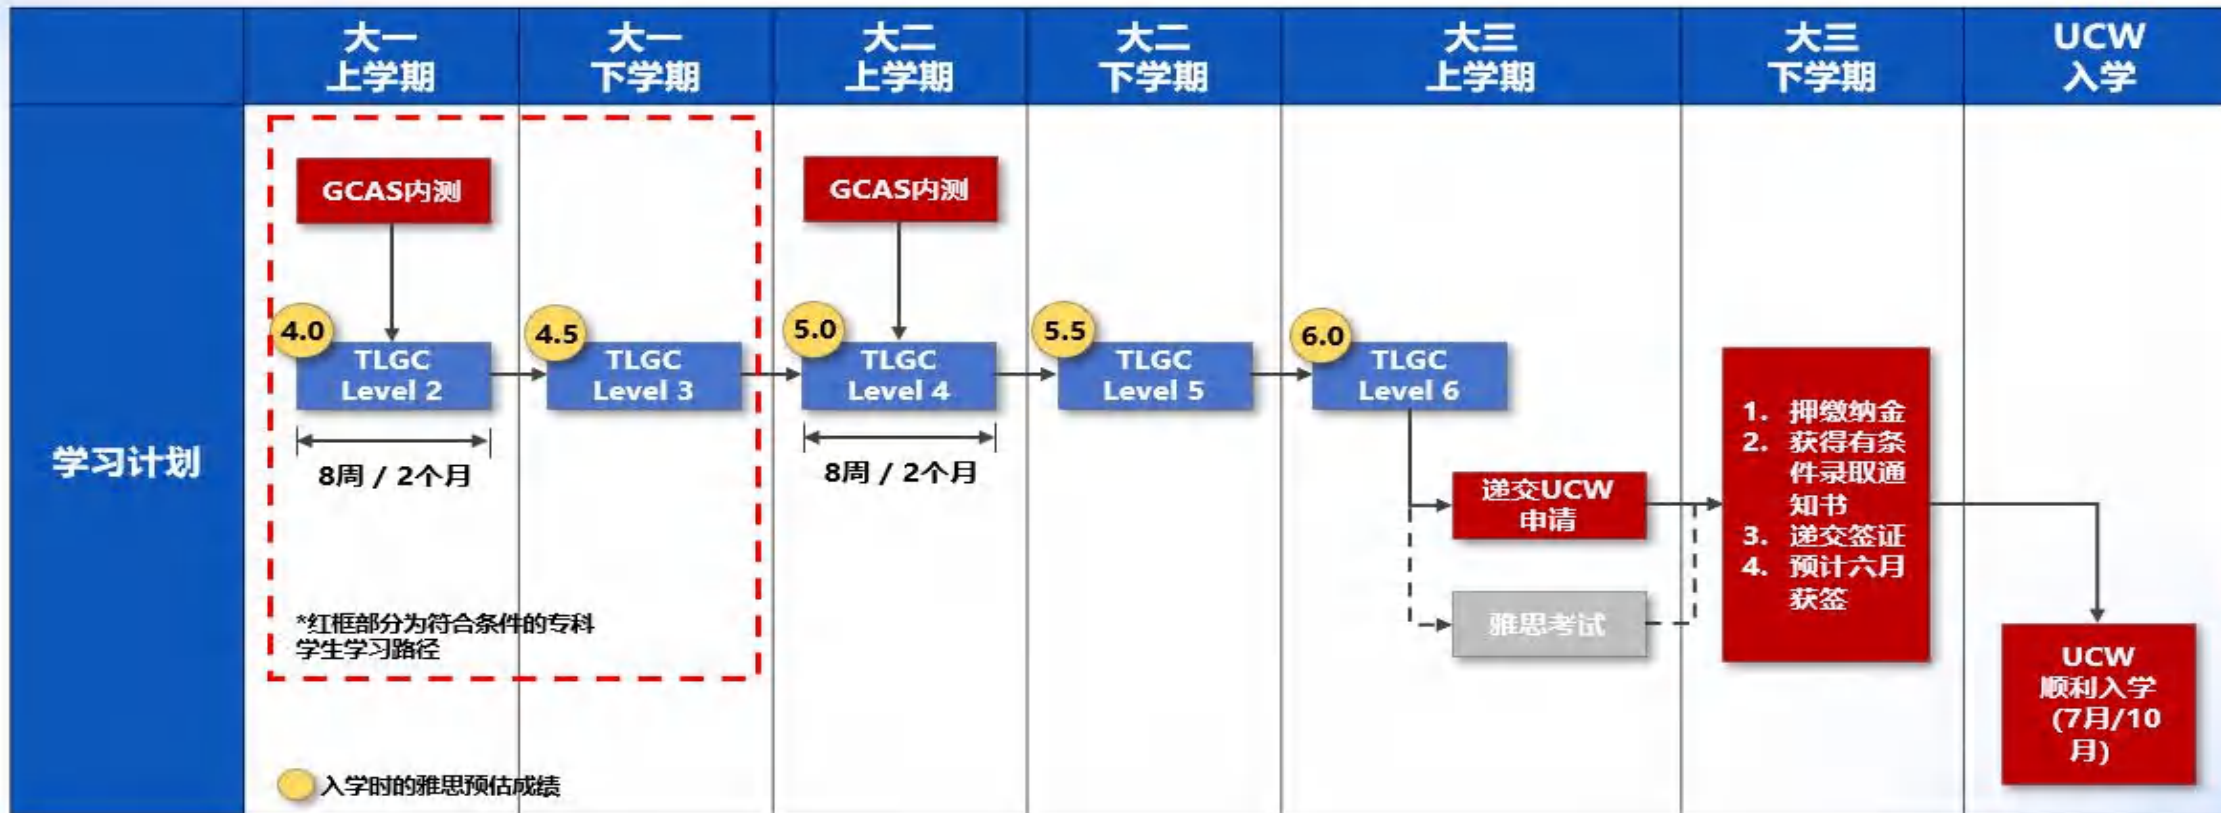 大一
上学期
大一
下学期
大二
上学期
大二
下学期
大三
上学期
大三
下学期
UCW
入学
学习计划
GCAS内测
GCAS内测
4.0
TLGC
Level 2
4.5
TLGC
Level 3
5.0
TLGC
Level 4
5.5
TLGC
Level 5
6.0
TLGC
Level 6
8周 / 2个月
8周 / 2个月
递交UCW
申请
雅思考试
1. 押缴纳金
2. 获得有条
件录取通
知书
3. 递交签证
4. 预计六月
获签
UCW
顺利入学
(7月/10
月)
*红框部分为符合条件的专科
学生学习路径
入学时的雅思预估成绩